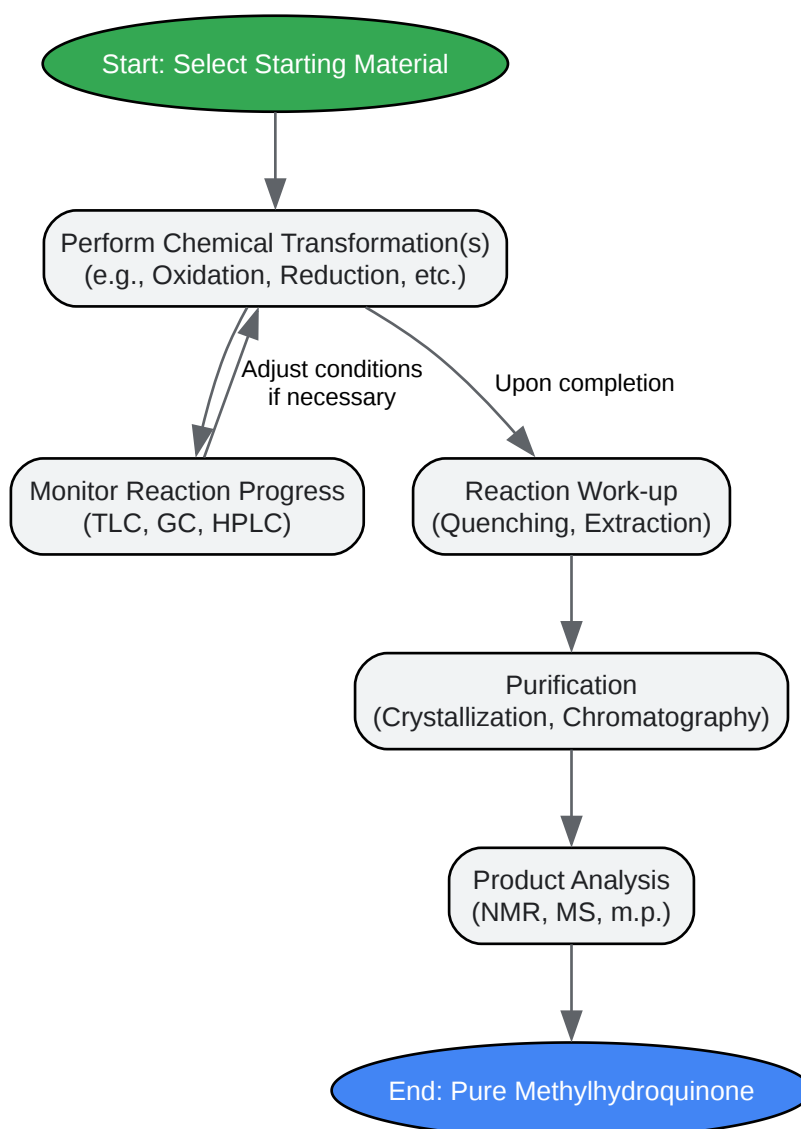 Start: Select Starting Material
Perform Chemical Transformation(s)
(e.g., Oxidation, Reduction, etc.)
Adjust conditions
if necessary
Upon completion
Monitor Reaction Progress
(TLC, GC, HPLC)
Reaction Work-up
(Quenching, Extraction)
Purification
(Crystallization, Chromatography)
Product Analysis
(NMR, MS, m.p.)
End: Pure Methylhydroquinone